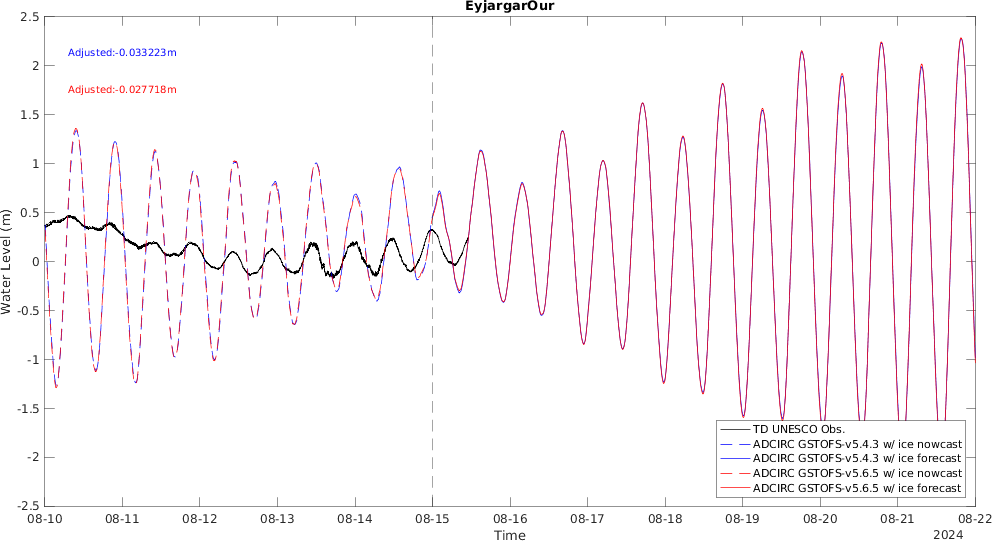 EyjargarOur
2.5
2
1.5
1
0.5
0
-0.5
-1
-1.5
-2
-2.5
Water Level (m)
Adjusted:-0.033223m
Adjusted:-0.027718m
TD UNESCO Obs.
ADCIRC GSTOFS-v5.4.3 w/ ice nowcast
ADCIRC GSTOFS-v5.4.3 w/ ice forecast
ADCIRC GSTOFS-v5.6.5 w/ ice nowcast
ADCIRC GSTOFS-v5.6.5 w/ ice forecast
08-10 08-11 08-12 08-13 08-14 08-15 08-16 08-17 08-18 08-19 08-20 08-21 08-22
Time
2024